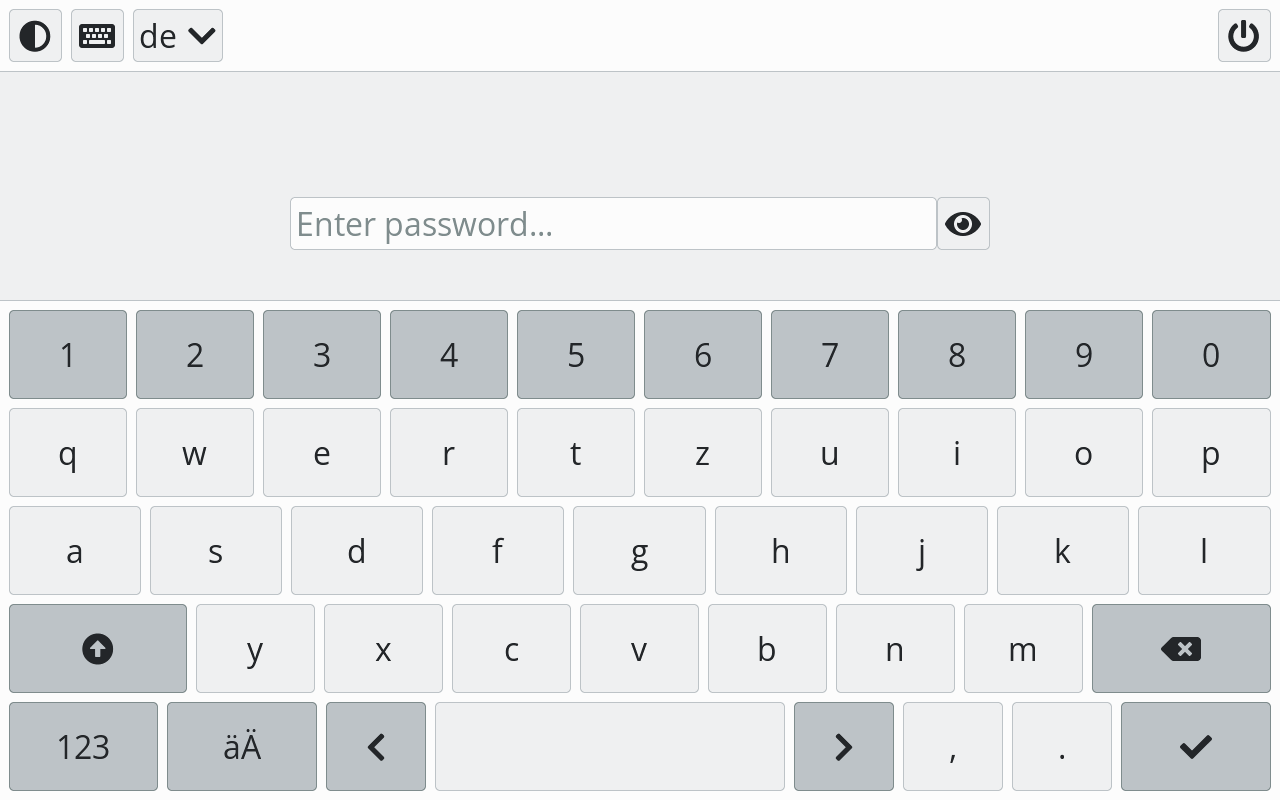 de
Enter password...
1 2 3 4 5 6 7 8 9 0
q w e r t z u i o p
a s d f g h j k l
y x c v b n m
123 äÄ , .